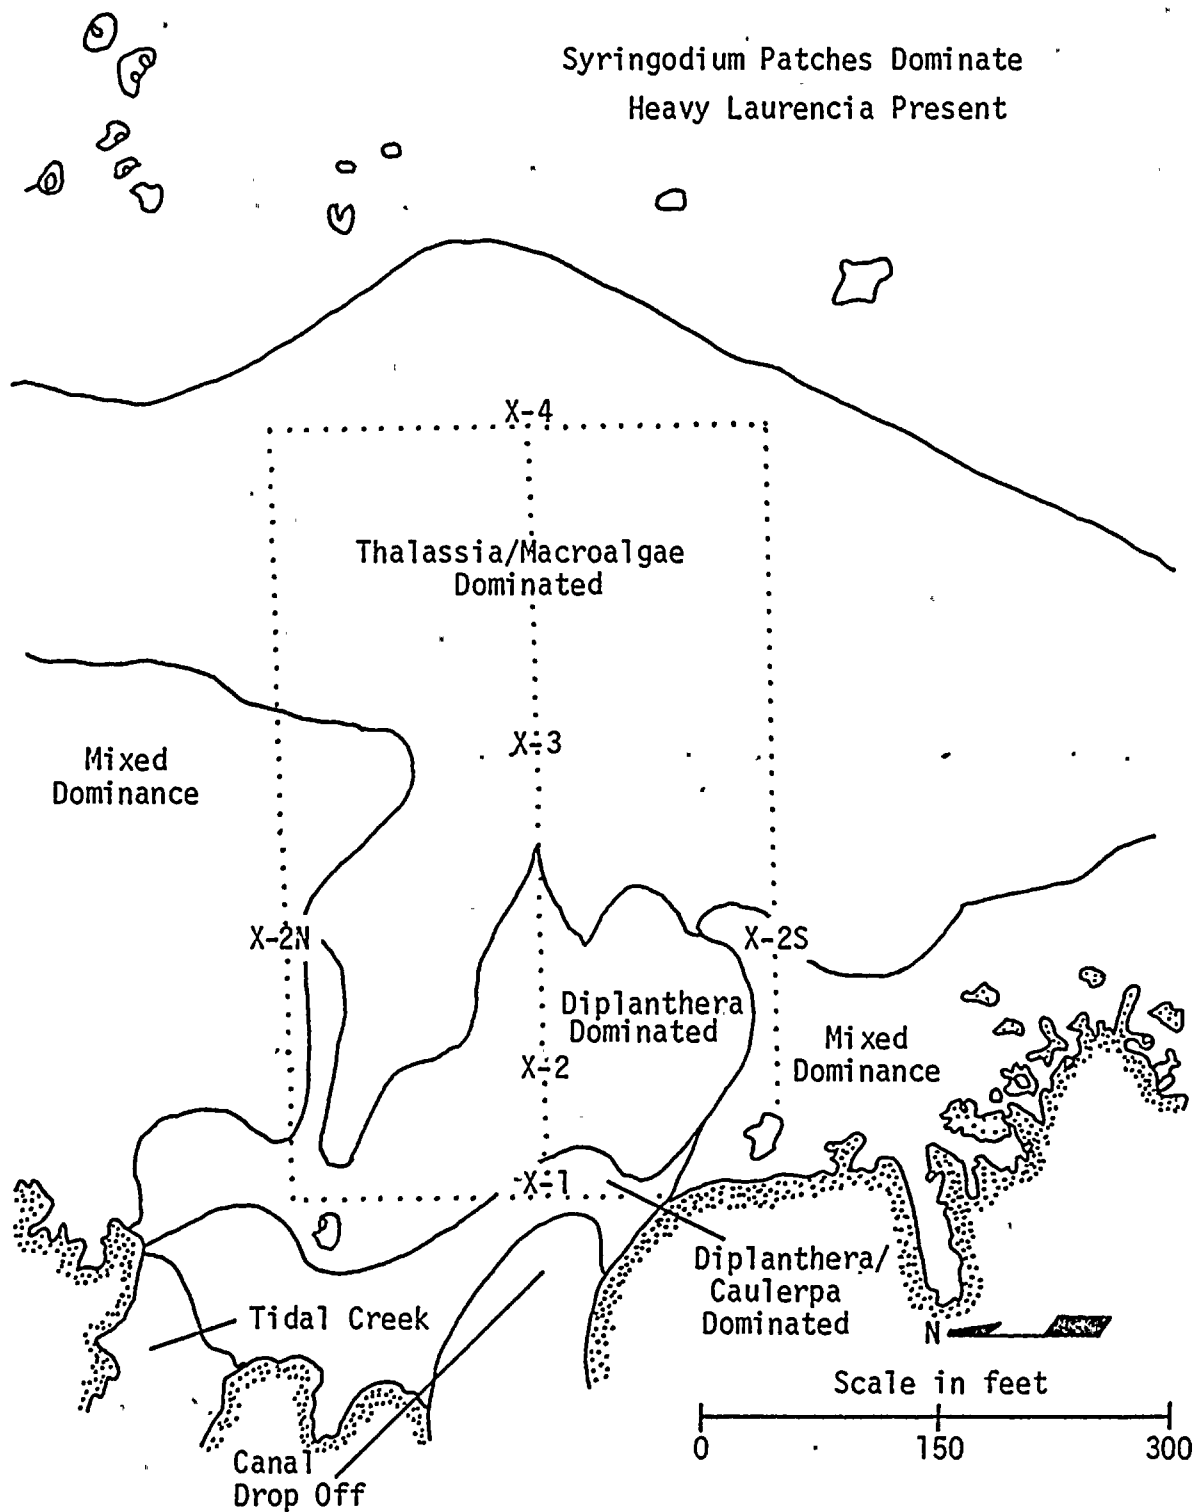 Syringodium Patches Dominate
Heavy Laurencia Present
X-4
Thalassia/Macroalgae
Dominated
X-3
Mixed
Dominance
X-2N
X-2S
Diplanthera
Dominated
Mixed
Dominance
X-2
X-1
Diplanthera/
Caulerpa
Dominated
Tidal Creek
N
Scale in feet
0 150 300
Canal
Drop Off